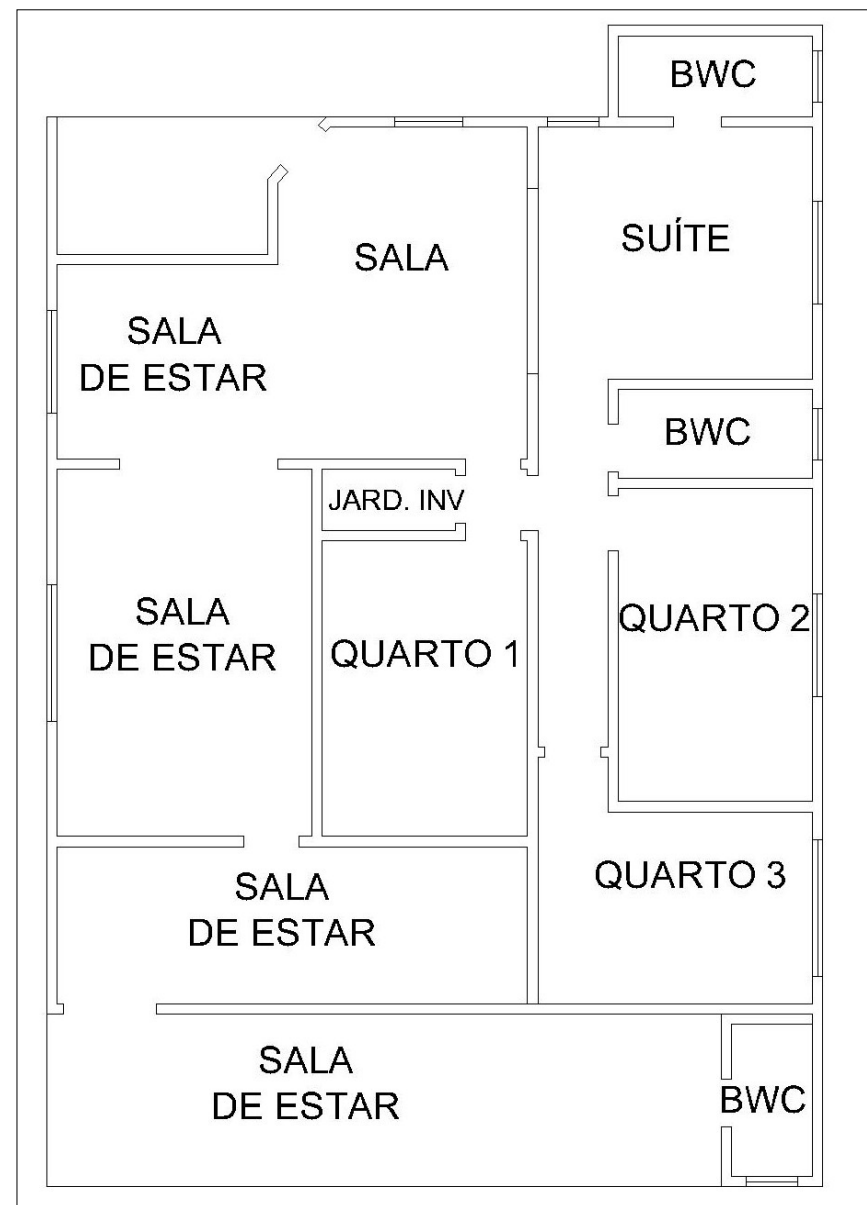 BWC
SUÍTE
SALA
SALA
DE ESTAR
BWC
JARD. INV
SALA
DE ESTAR
QUARTO 1
QUARTO 2
SALA
DE ESTAR
QUARTO 3
SALA
DE ESTAR
BWC